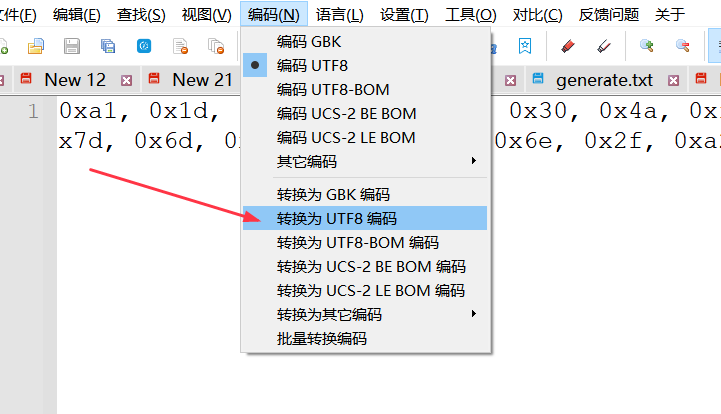 文件(F) 编辑(E) 查找(S) 视图(V) 编码(N) 语言(L) 设置(T) 工具(O) 对比(C) 反馈问题 关于
New 12 New 21 generate.txt
1 0xa1, 0x1d, 0x30, 0x4a,
x7d, 0x6d, 0x6e, 0x2f,
编码 GBK
编码 UTF8
编码 UTF8-BOM
编码 UCS-2 BE BOM
编码 UCS-2 LE BOM
其它编码
转换为 GBK 编码
转换为 UTF8 编码
转换为 UTF8-BOM 编码
转换为 UCS-2 BE BOM 编码
转换为 UCS-2 LE BOM 编码
转换为其它编码
批量转换编码